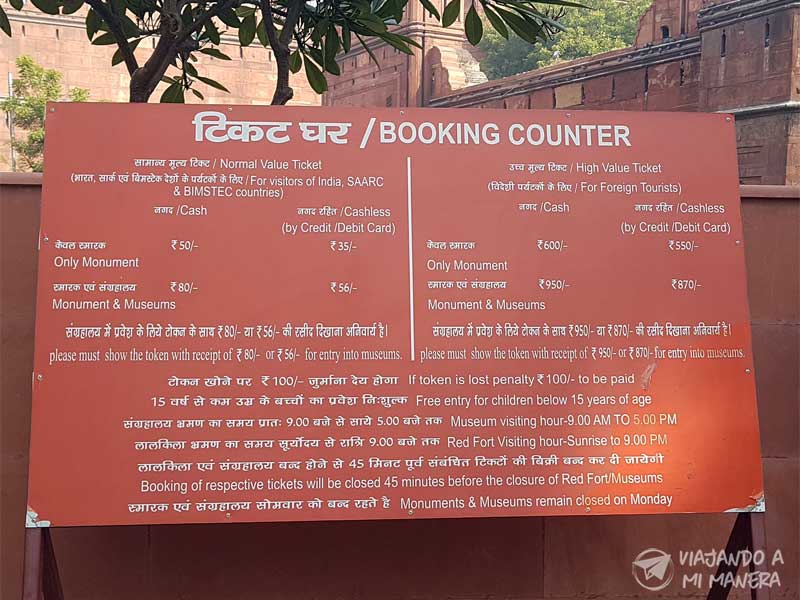 टिकट घर /BOOKING COUNTER
सामान्य मूल्य टिकट / Normal Value Ticket
(भारत, सार्क एवं बिमस्टेक देशों के पर्यटकों के लिए /For visitors of India, SAARC
& BIMSTEC countries)
नगद /Cash नगद रहित /Cashless
(by Credit /Debit Card)
केवल स्मारक ₹50/- ₹35/-
Only Monument
स्मारक एवं संग्रहालय ₹80/- ₹56/-
Monument & Museums
संग्रहालय में प्रवेश के लिये टोकन के साथ ₹80/- या ₹56/- की रसीद दिखाना अनिवार्य है।
please must show the token with receipt of ₹80/- or ₹56/- for entry into museums.
उच्च मूल्य टिकट / High Value Ticket
(विदेशी पर्यटकों के लिए / For Foreign Tourists)
नगद /Cash नगद रहित /Cashless
(by Credit /Debit Card)
केवल स्मारक ₹600/- ₹550/-
Only Monument
स्मारक एवं संग्रहालय ₹950/- ₹870/-
Monument & Museums
संग्रहालय में प्रवेश के लिये टोकन के साथ ₹950/- या ₹870/- की रसीद दिखाना अनिवार्य है।
please must show the token with receipt of ₹950/- or ₹870/- for entry into museums.
टोकन खोने पर ₹100/- जुर्माना देय होगा If token is lost penalty ₹100/- to be paid
15 वर्ष से कम उम्र के बच्चों का प्रवेश निःशुल्क Free entry for children below 15 years of age
संग्रहालय भ्रमण का समय प्रातः 9.00 बजे से साये 5.00 बजे तक Museum visiting hour-9.00 AM TO 5.00 PM
लालकिला भ्रमण का समय सूर्योदय से रात्रि 9.00 बजे तक Red Fort Visiting hour-Sunrise to 9.00 PM
लालकिला एवं संग्रहालय बन्द होने से 45 मिनट पूर्व संबंधित टिकटों की बिक्री बन्द कर दी जायेगी
Booking of respective tickets will be closed 45 minutes before the closure of Red Fort/Museums
स्मारक एवं संग्रहालय सोमवार को बन्द रहते है Monuments & Museums remain closed on Monday
VIAJANDO A
MI MANERA